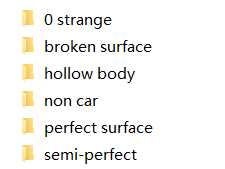 0 strange
broken surface
hollow body
non car
perfect surface
semi-perfect